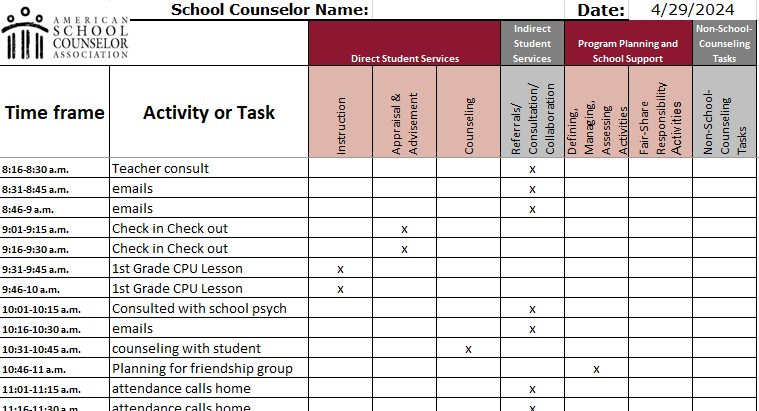 AMERICAN
SCHOOL
COUNSELOR
ASSOCIATION
School Counselor Name: Date: 4/29/2024
Direct Student Services
Indirect
Student
Services
Program Planning and
School Support
Non-School-
Counseling
Tasks
Time frame Activity or Task
Instruction
Appraisal &
Advisement
Counseling
Referrals/
Consultation/
Collaboration
Defining,
Managing,
Assessing
Activities
Fair-Share
Responsibility
Activities
Non-School-
Counseling
Tasks
8:16-8:30 a.m. Teacher consult x
8:31-8:45 a.m. emails x
8:46-9 a.m. emails x
9:01-9:15 a.m. Check in Check out x
9:16-9:30 a.m. Check in Check out x
9:31-9:45 a.m. 1st Grade CPU Lesson x
9:46-10 a.m. 1st Grade CPU Lesson x
10:01-10:15 a.m. Consulted with school psych x
10:16-10:30 a.m. emails x
10:31-10:45 a.m. counseling with student x
10:46-11 a.m. Planning for friendship group x
11:01-11:15 a.m. attendance calls home x
11:16-11:30 a.m. attendance calls home x